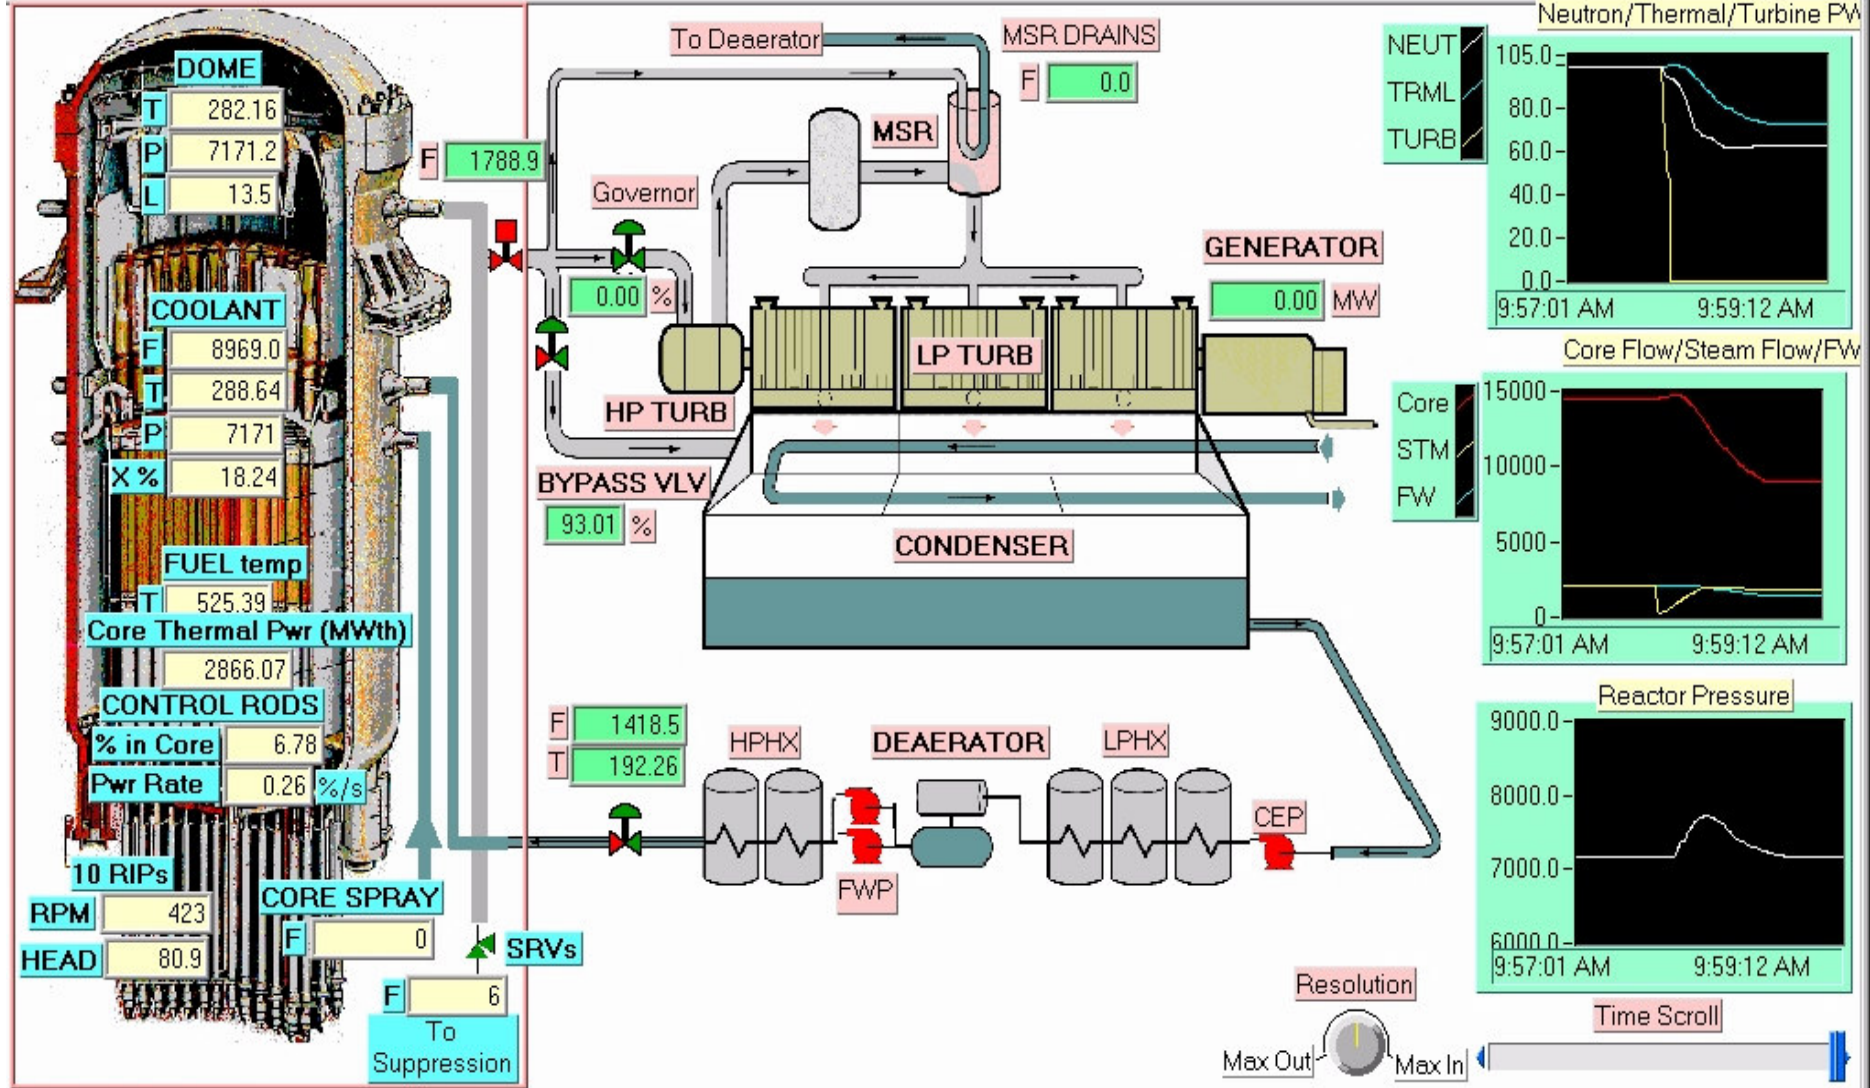 DOME
T 282.16
P 7171.2
L 13.5
COOLANT
F 8969.0
T 288.64
P 7171
X % 18.24
FUEL temp
T 525.39
Core Thermal Pwr (MWth)
2866.07
CONTROL RODS
% in Core 6.78
Pwr Rate 0.26 %/s
10 RIPs
RPM 423
HEAD 80.9
CORE SPRAY
F 0
SRVs
F 6
To
Suppression
To Deaerator
MSR DRAINS
F 0.0
MSR
F 1788.9
Governor
0.00 %
GENERATOR
0.00 MW
LP TURB
HP TURB
BYPASS VLV
93.01 %
CONDENSER
F 1418.5
T 192.26
HPHX
DEAERATOR
LPHX
CEP
FWP
Resolution
Max Out
Max In
Neutron/Thermal/Turbine PW
NEUT
TRML
TURB
105.0
80.0
60.0
40.0
20.0
0.0
9:57:01 AM 9:59:12 AM
Core Flow/Steam Flow/FW
Core
STM
FW
15000
10000
5000
0
9:57:01 AM 9:59:12 AM
Reactor Pressure
9000.0
8000.0
7000.0
6000.0
9:57:01 AM 9:59:12 AM
Time Scroll